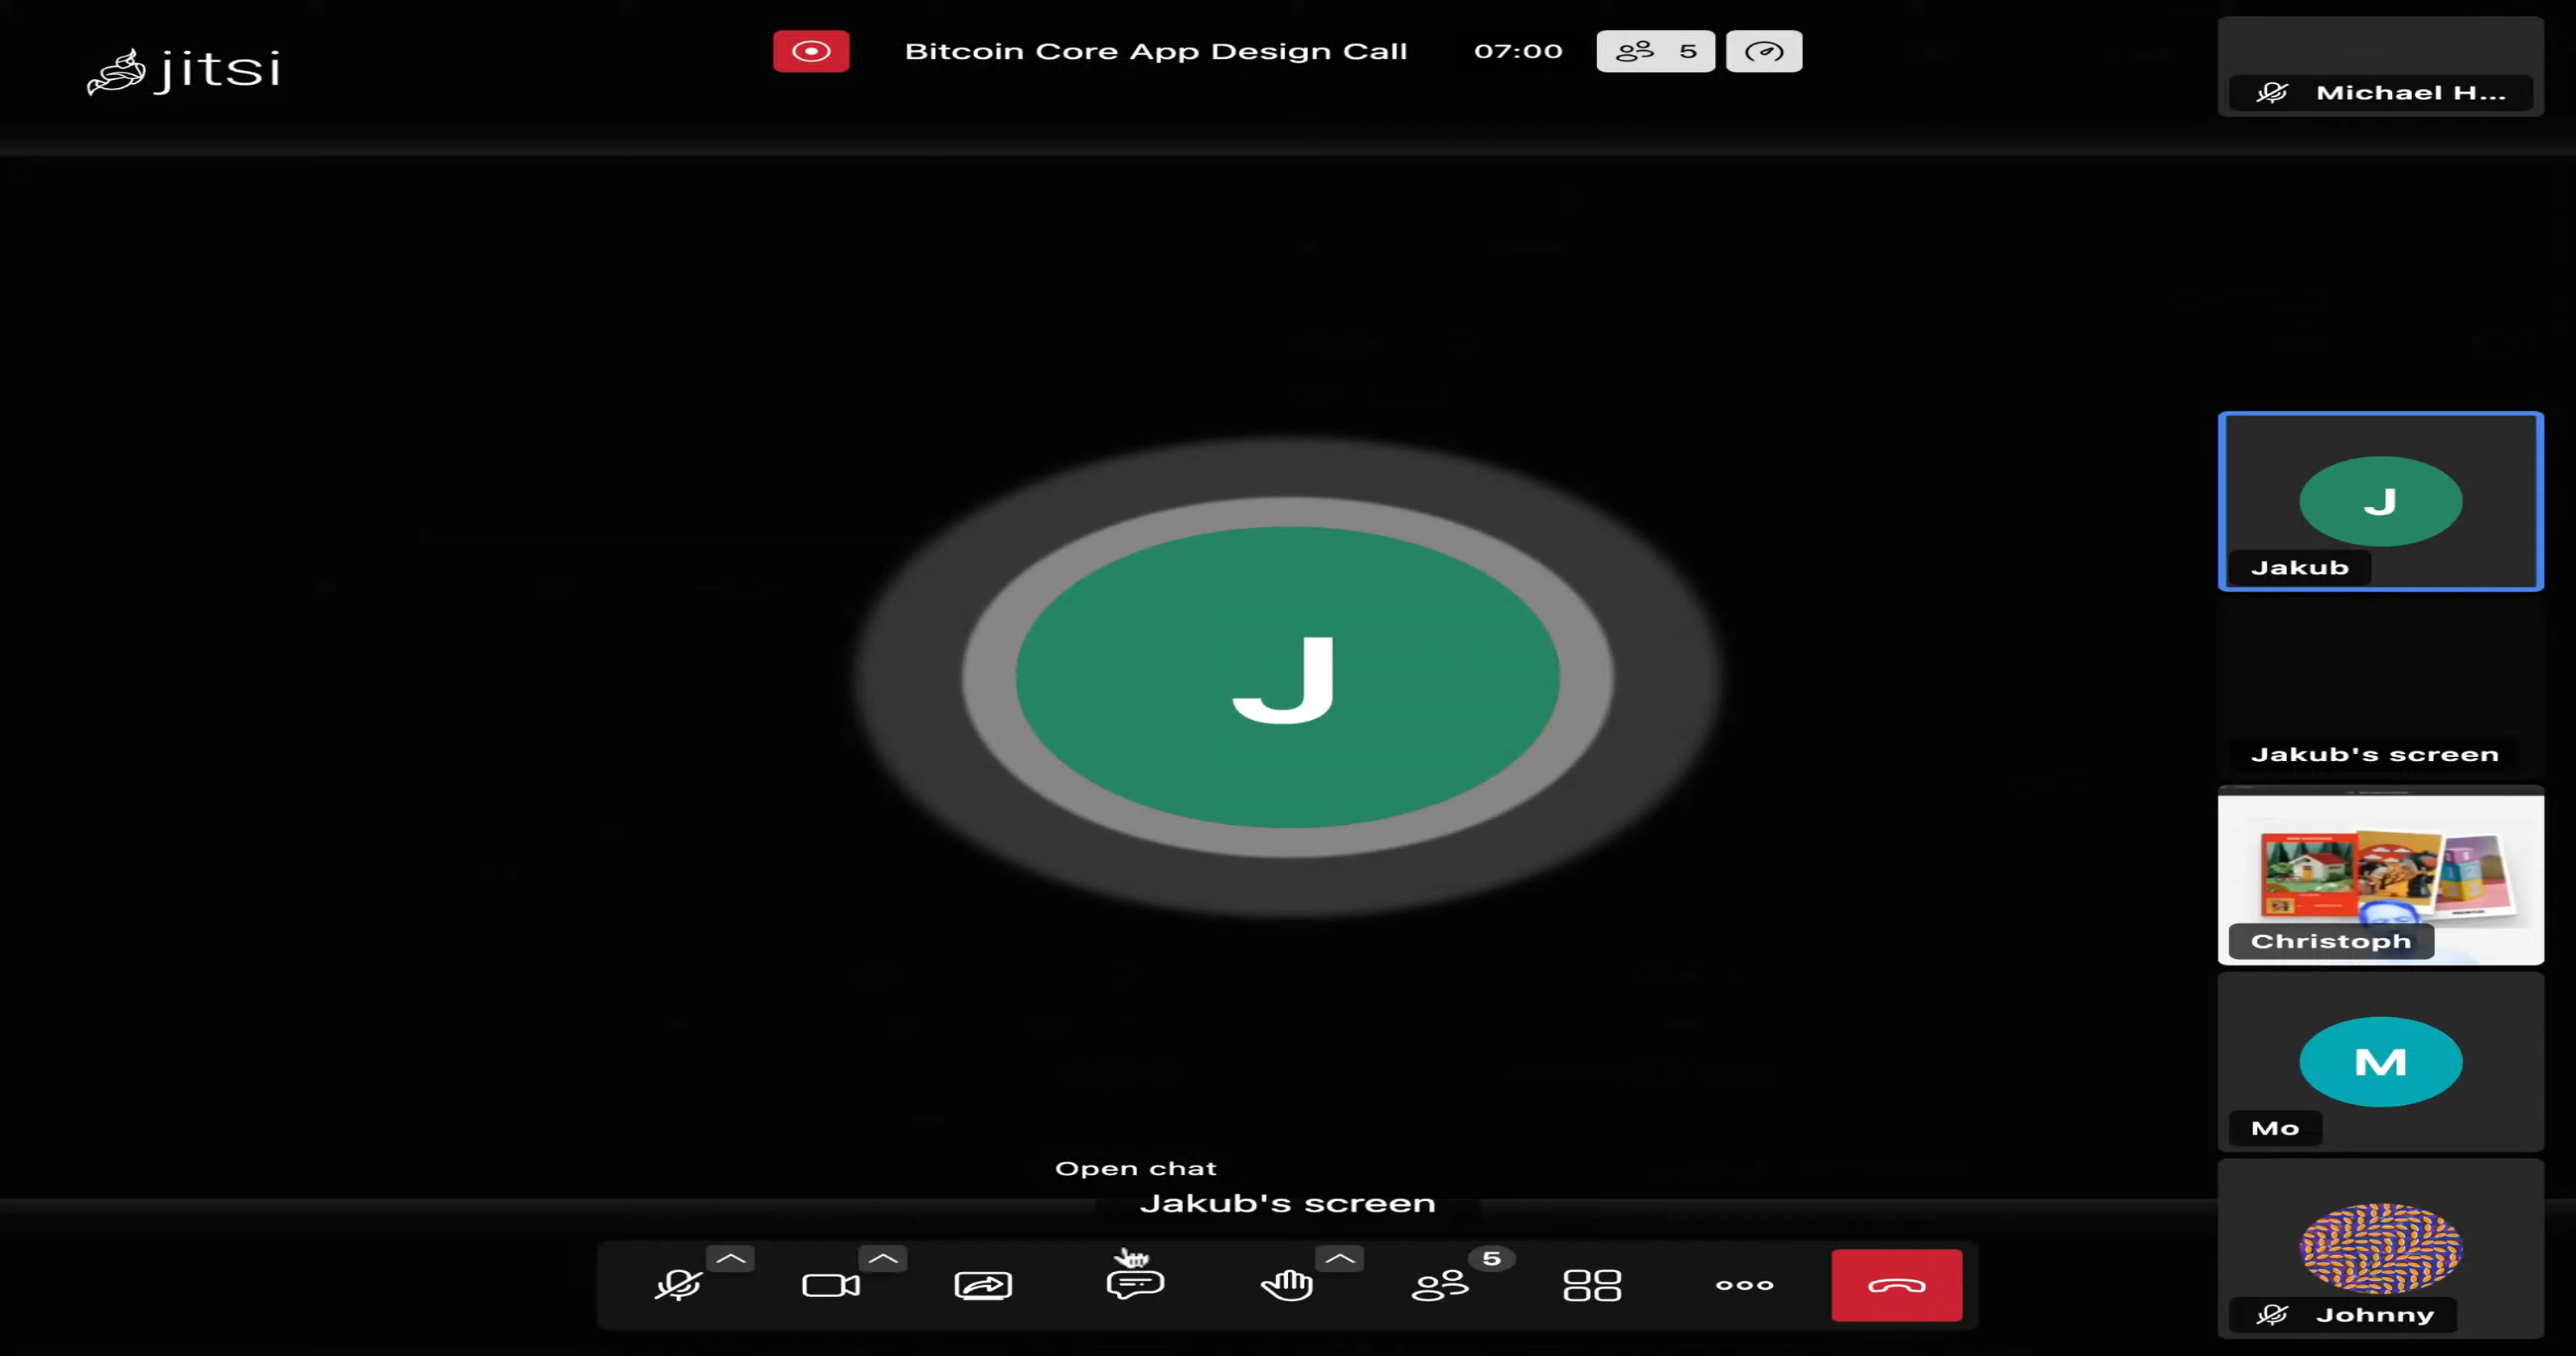 jitsi
Bitcoin Core App Design Call 07:00 5
Michael H...
J
Jakub
Jakub's screen
J
Christoph
M
Mo
Open chat
Jakub's screen
5
Johnny